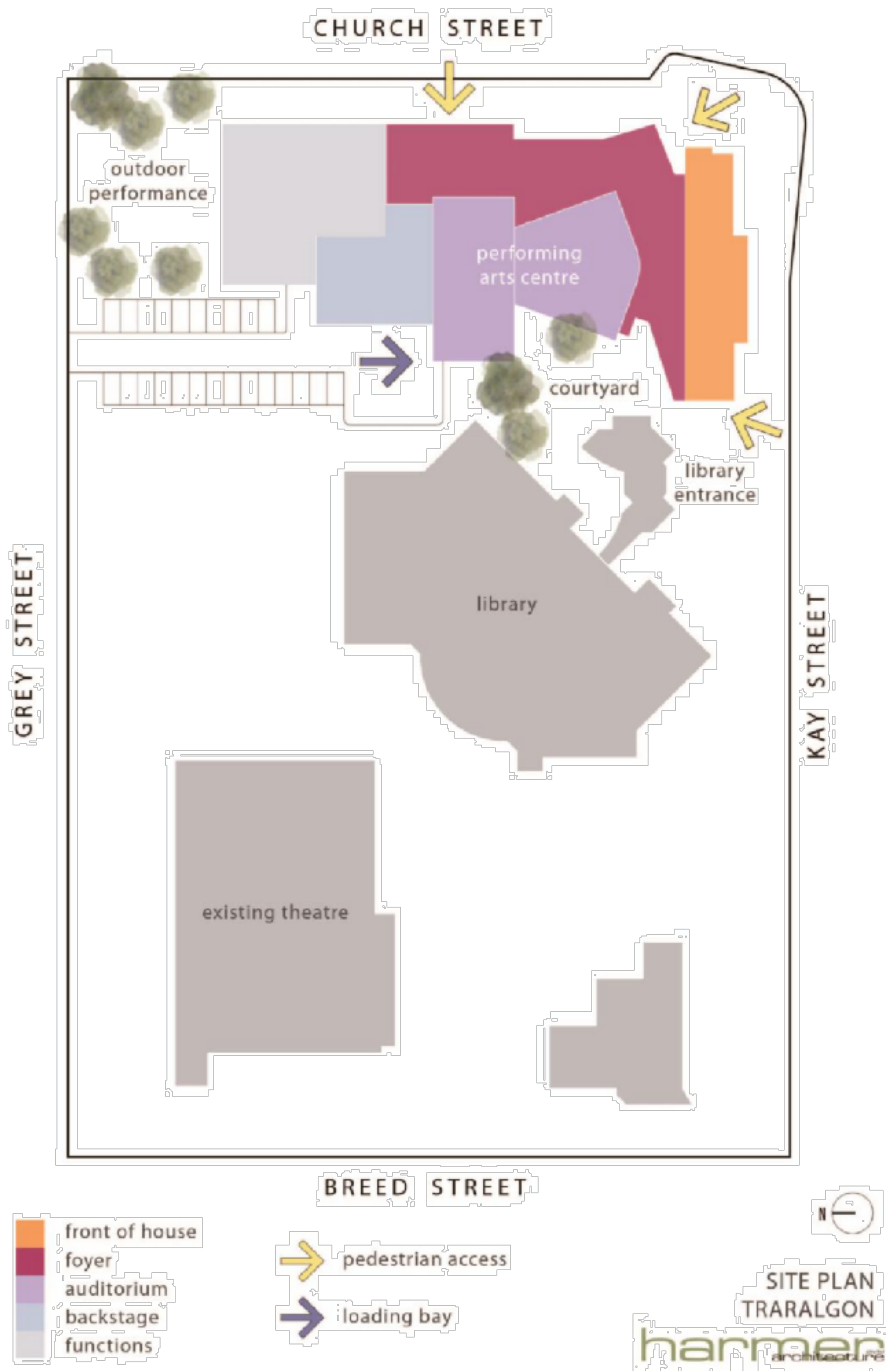 CHURCH STREET
outdoor
performance
performing
arts centre
courtyard
library
entrance
GREY STREET
library
KAY STREET
existing theatre
BREED STREET
front of house
foyer
auditorium
backstage
functions
pedestrian access
loading bay
N
SITE PLAN
TRARALGON
harmer
architecture